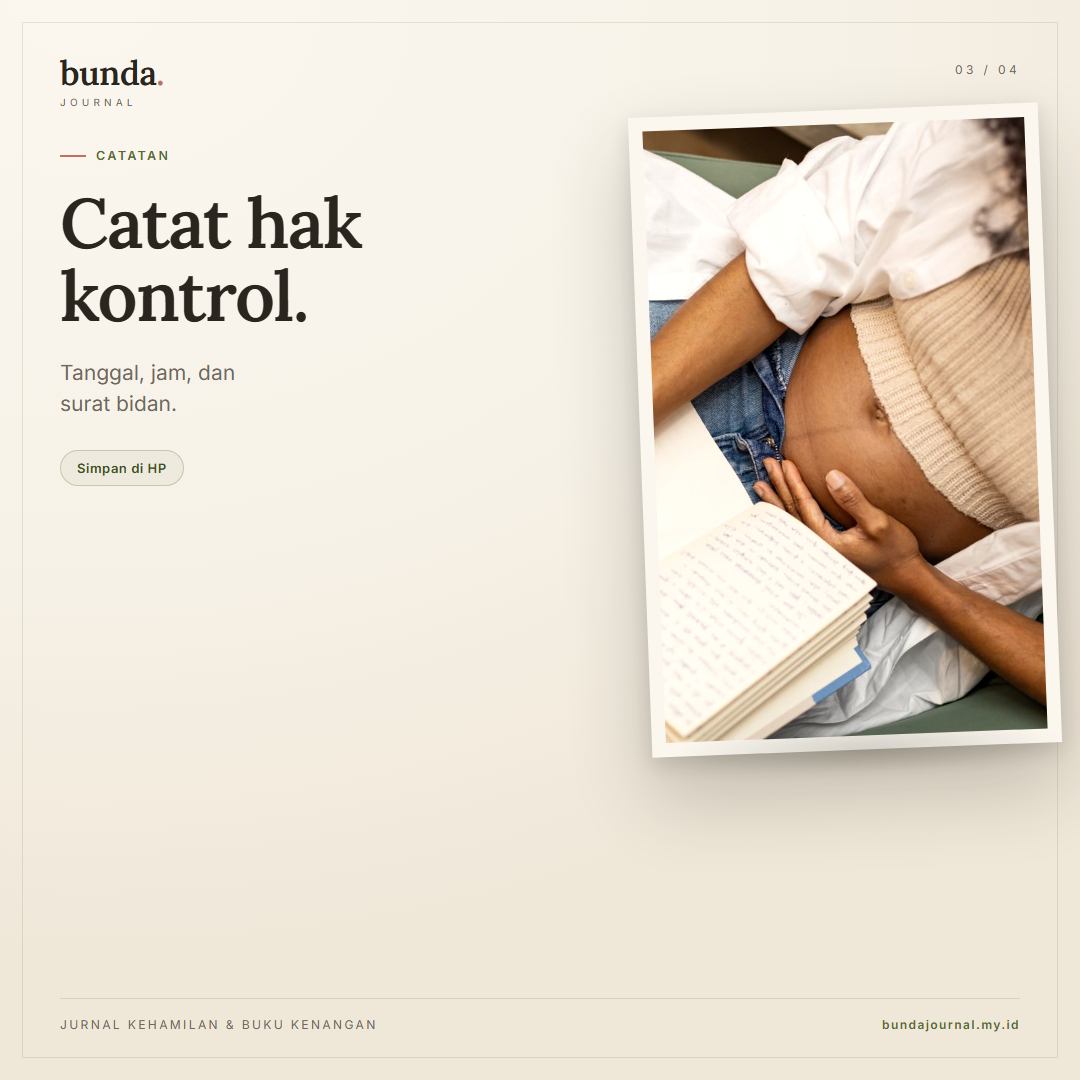 bunda.
JOURNAL
03 / 04
CATATAN
Catat hak
kontrol.
Tanggal, jam, dan
surat bidan.
Simpan di HP
JURNAL KEHAMILAN & BUKU KENANGAN
bundajournal.my.id